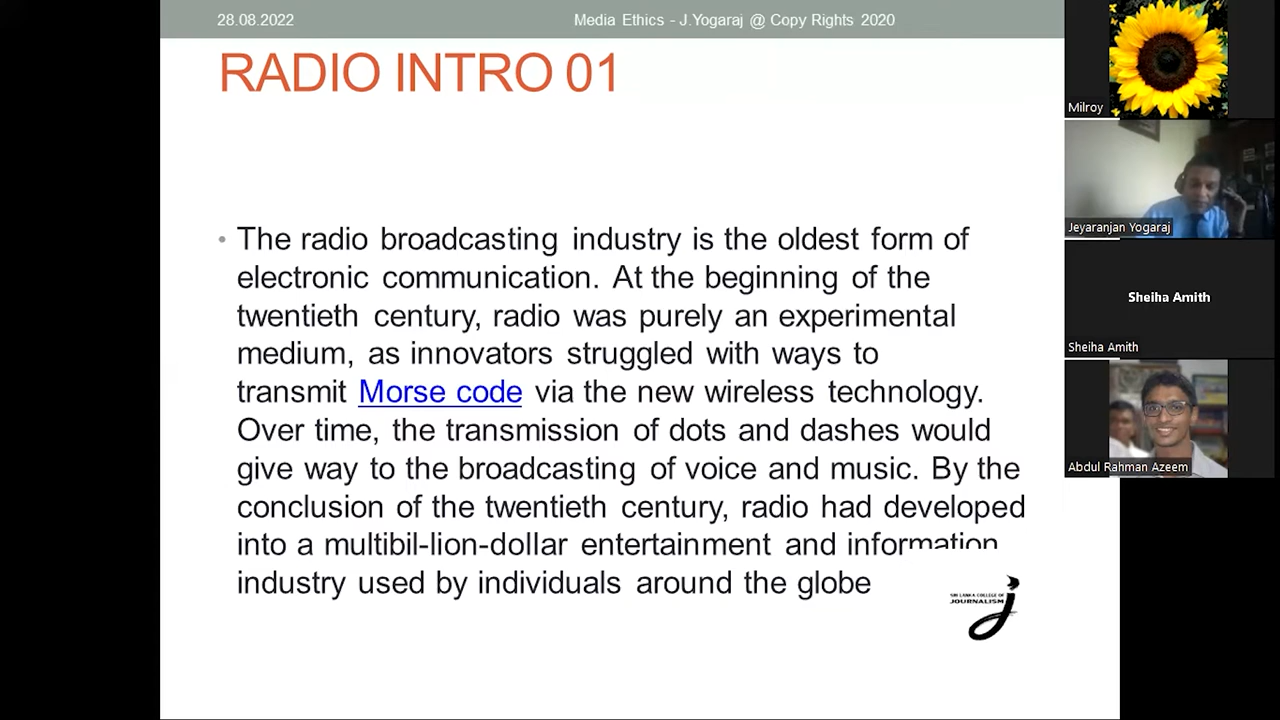 28.08.2022
Media Ethics - J.Yogaraj @ Copy Rights 2020
RADIO INTRO 01
• The radio broadcasting industry is the oldest form of
electronic communication. At the beginning of the
twentieth century, radio was purely an experimental
medium, as innovators struggled with ways to
transmit Morse code via the new wireless technology.
Over time, the transmission of dots and dashes would
give way to the broadcasting of voice and music. By the
conclusion of the twentieth century, radio had developed
into a multibil-lion-dollar entertainment and information
industry used by individuals around the globe
SRI LANKA COLLEGE OF
JOURNALISM
Milroy
Jeyaranjan Yogaraj
Sheiha Amith
Sheiha Amith
Abdul Rahman Azeem